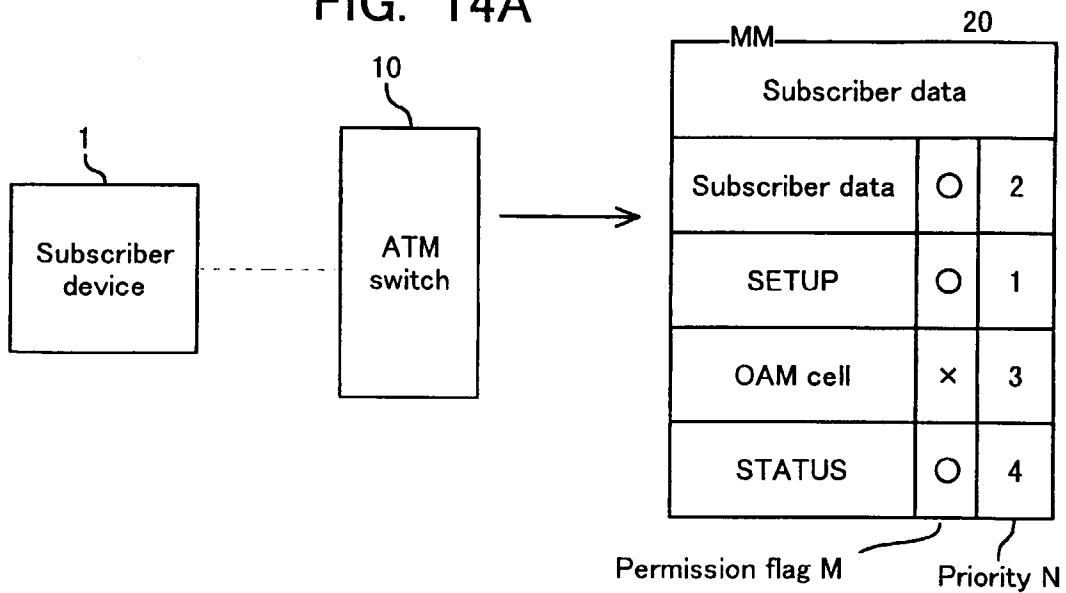 FIG. 14A
20
MM
10
Subscriber data
1
Subscriber data ○ 2
Subscriber
device
ATM
switch
SETUP ○ 1
OAM cell × 3
STATUS ○ 4
Permission flag M
Priority N